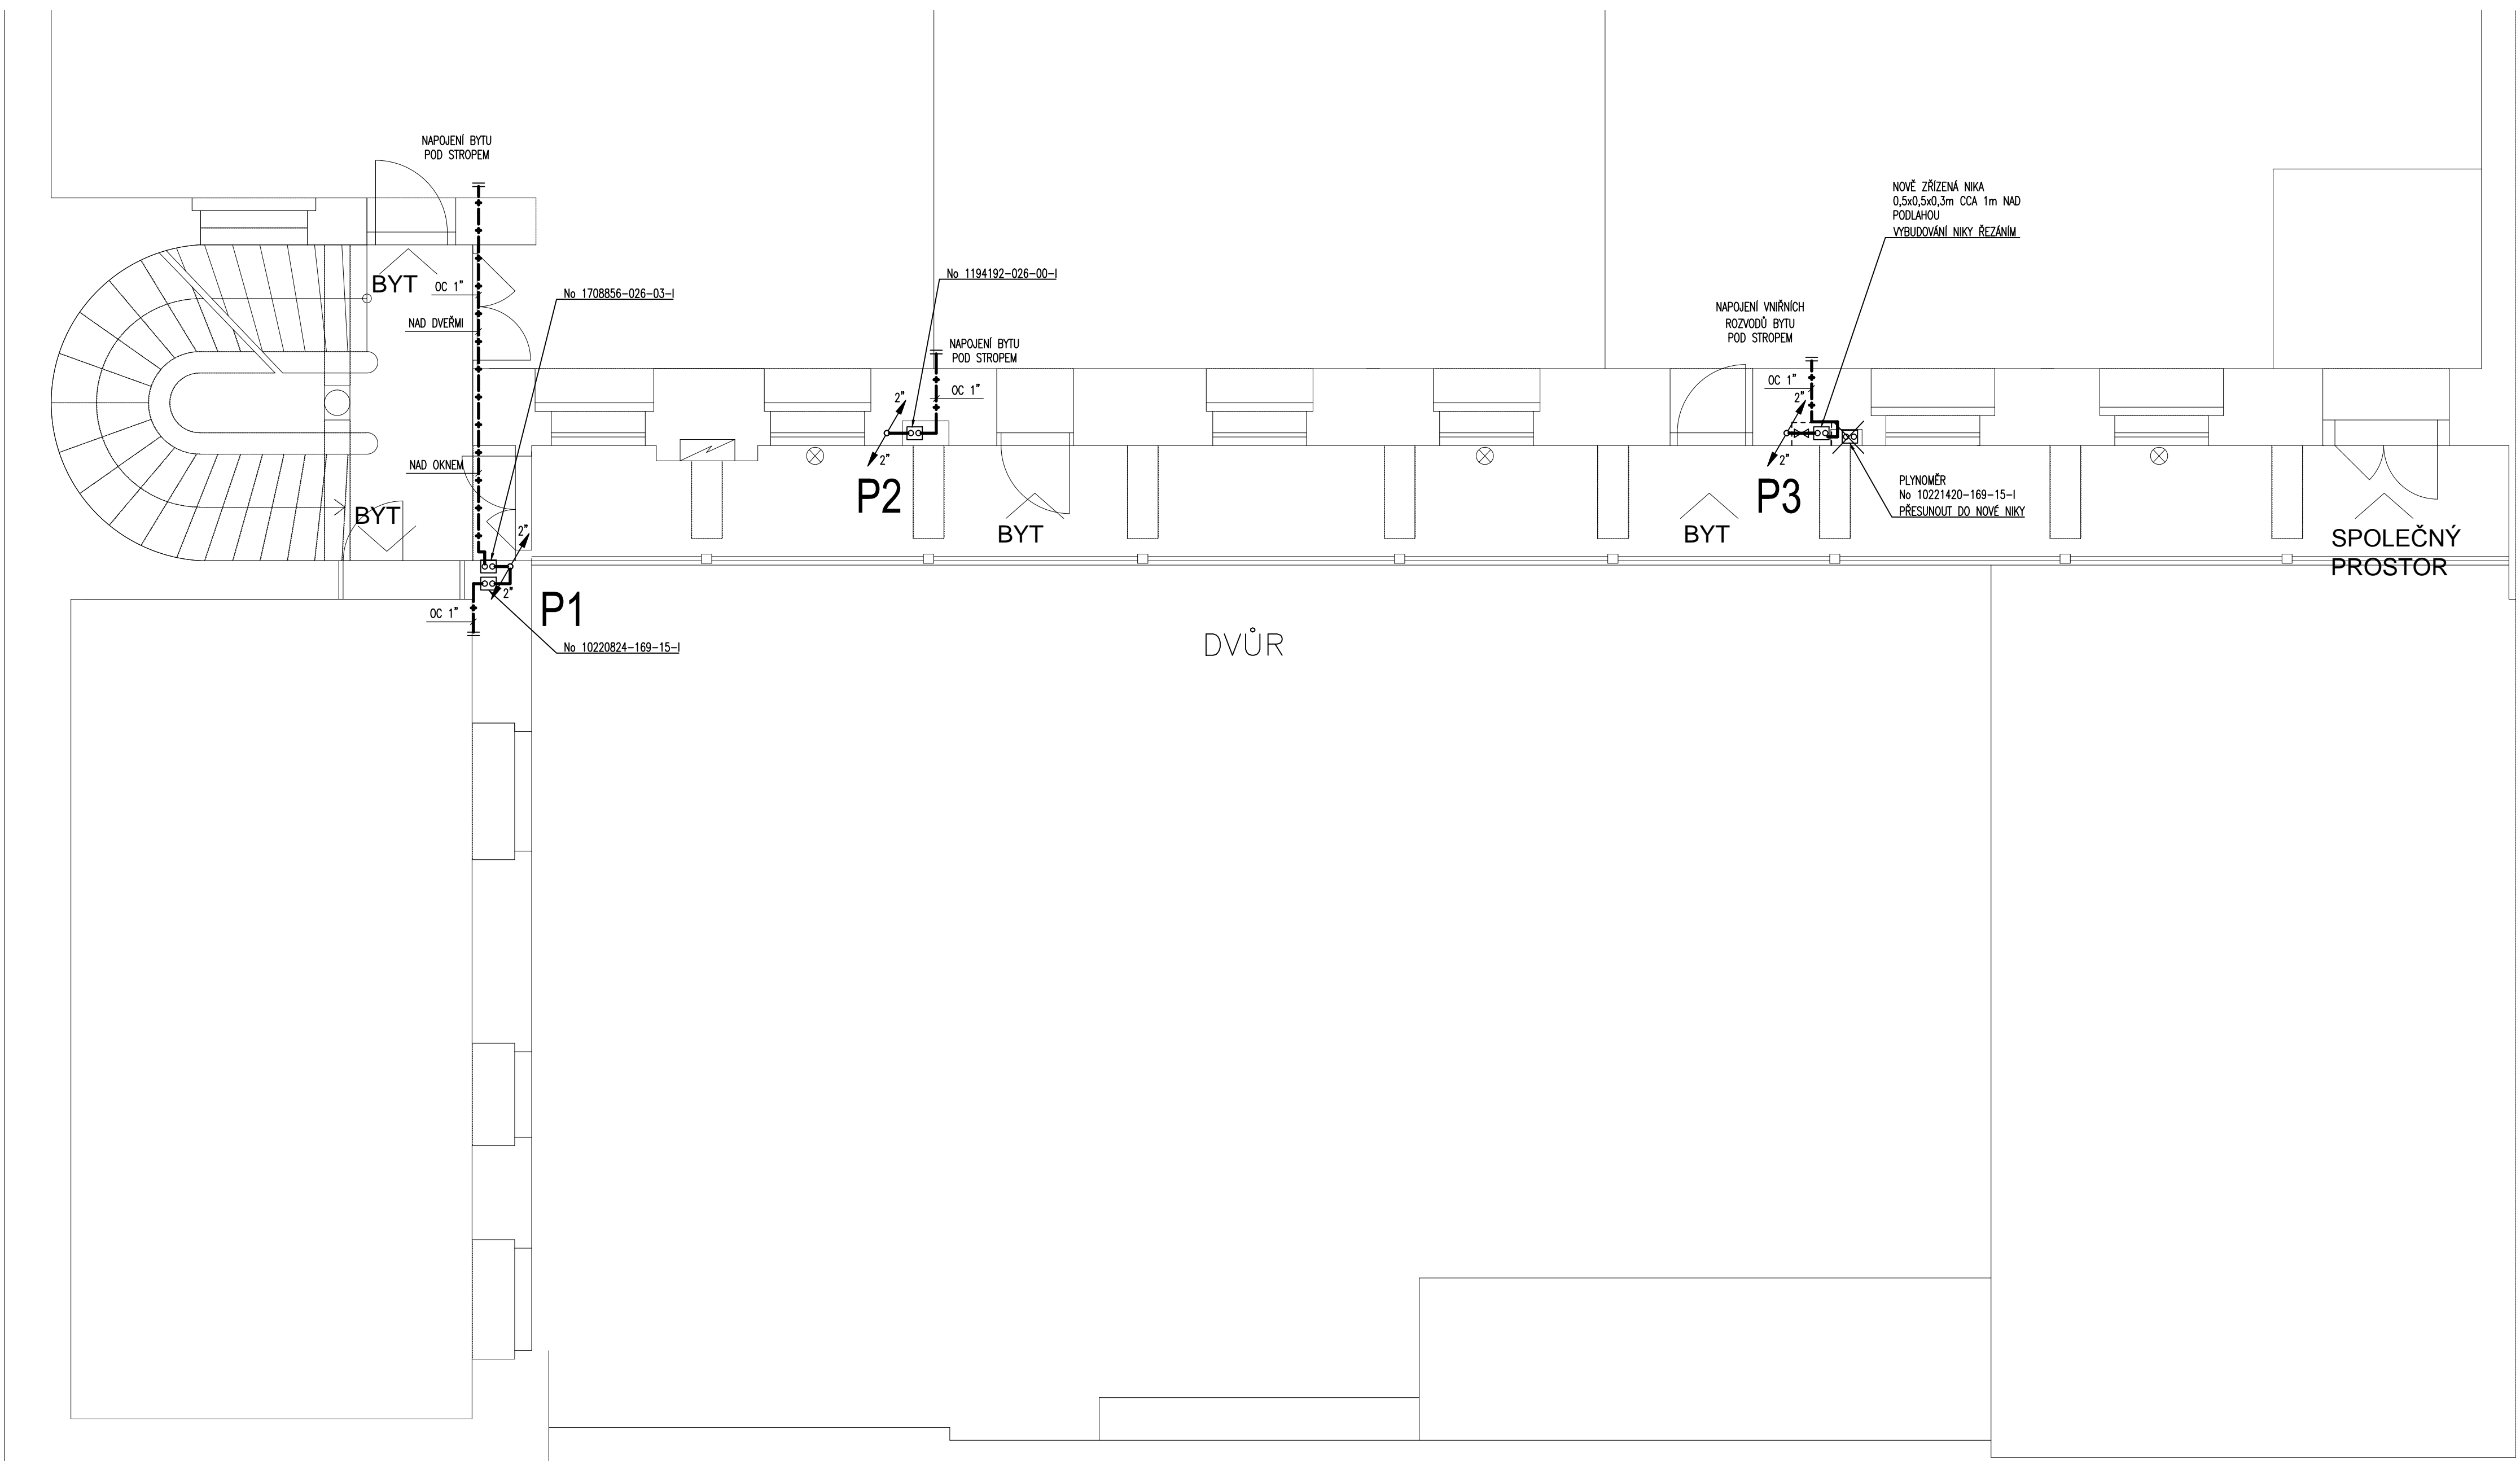 NAPOJENÍ BYTU
POD STROPEM
BYT
OC 1"
NAD DVEŘMI
No 1708856-026-03-I
No 1194192-026-00-I
NAPOJENÍ BYTU
POD STROPEM
OC 1"
2"
2"
P2
BYT
NOVĚ ZŘÍZENÁ NIKA
0,5x0,5x0,3m CCA 1m NAD
PODLAHOU
VYBUDOVÁNÍ NIKY ŘEZÁNÍM
NAPOJENÍ VNIŘNÍCH
ROZVODŮ BYTU
POD STROPEM
OC 1"
2"
2"
P3
BYT
PLYNOMĚR
No 10221420-169-15-I
PŘESUNOUT DO NOVÉ NIKY
SPOLEČNÝ
PROSTOR
NAD OKNEM
BYT
2"
2"
P1
OC 1"
No 10220824-169-15-I
DVŮR